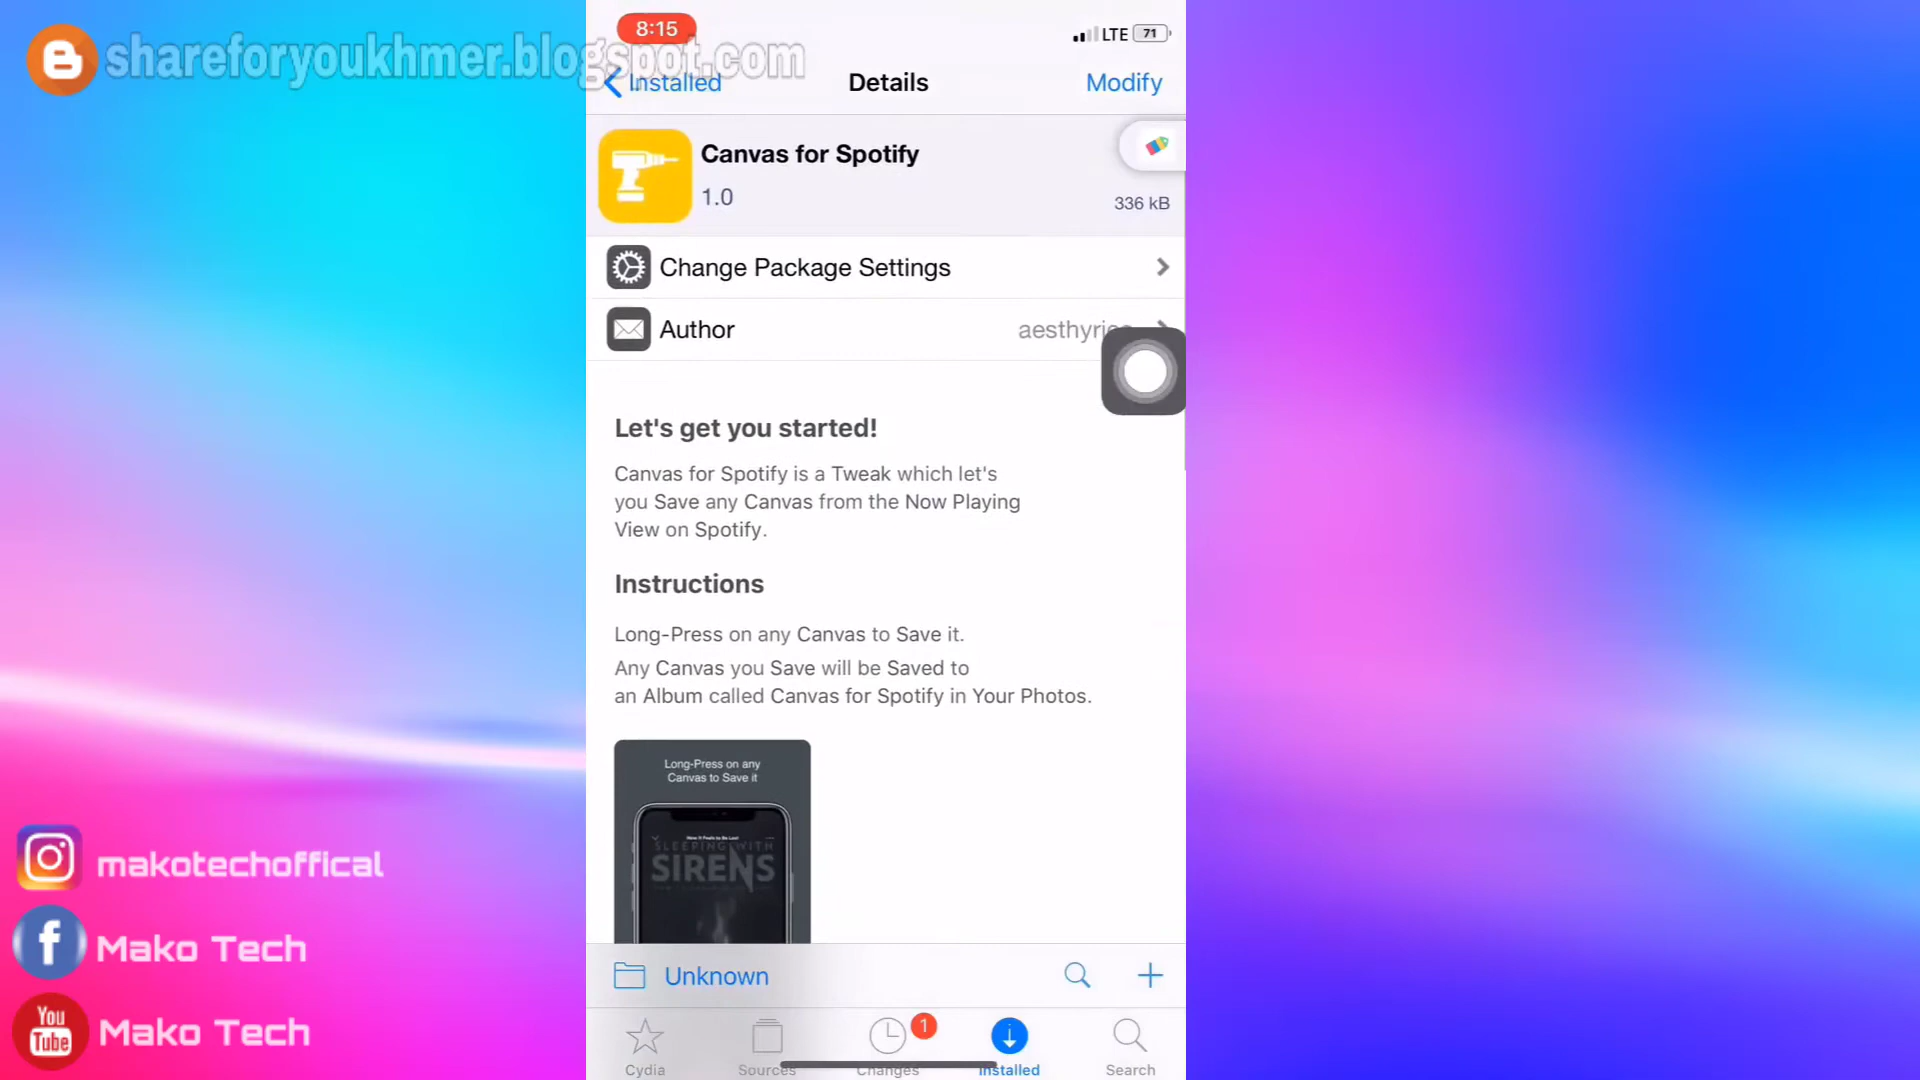 shareforyoukhmer.blogspot.com
8:15
LTE 71
Installed
Details
Modify
Canvas for Spotify
1.0
336 kB
Change Package Settings
Author
Let's get you started!
Canvas for Spotify is a Tweak which let's
you Save any Canvas from the Now Playing
View on Spotify.
Instructions
Long-Press on any Canvas to Save it.
Any Canvas you Save will be Saved to
an Album called Canvas for Spotify in Your Photos.
Long-Press on any
Canvas to Save it
SLEEPING WITH
SIRENS
Unknown
1
Cydia
Sources
Changes
Installed
Search
makotechoffical
Mako Tech
You
Tube
Mako Tech